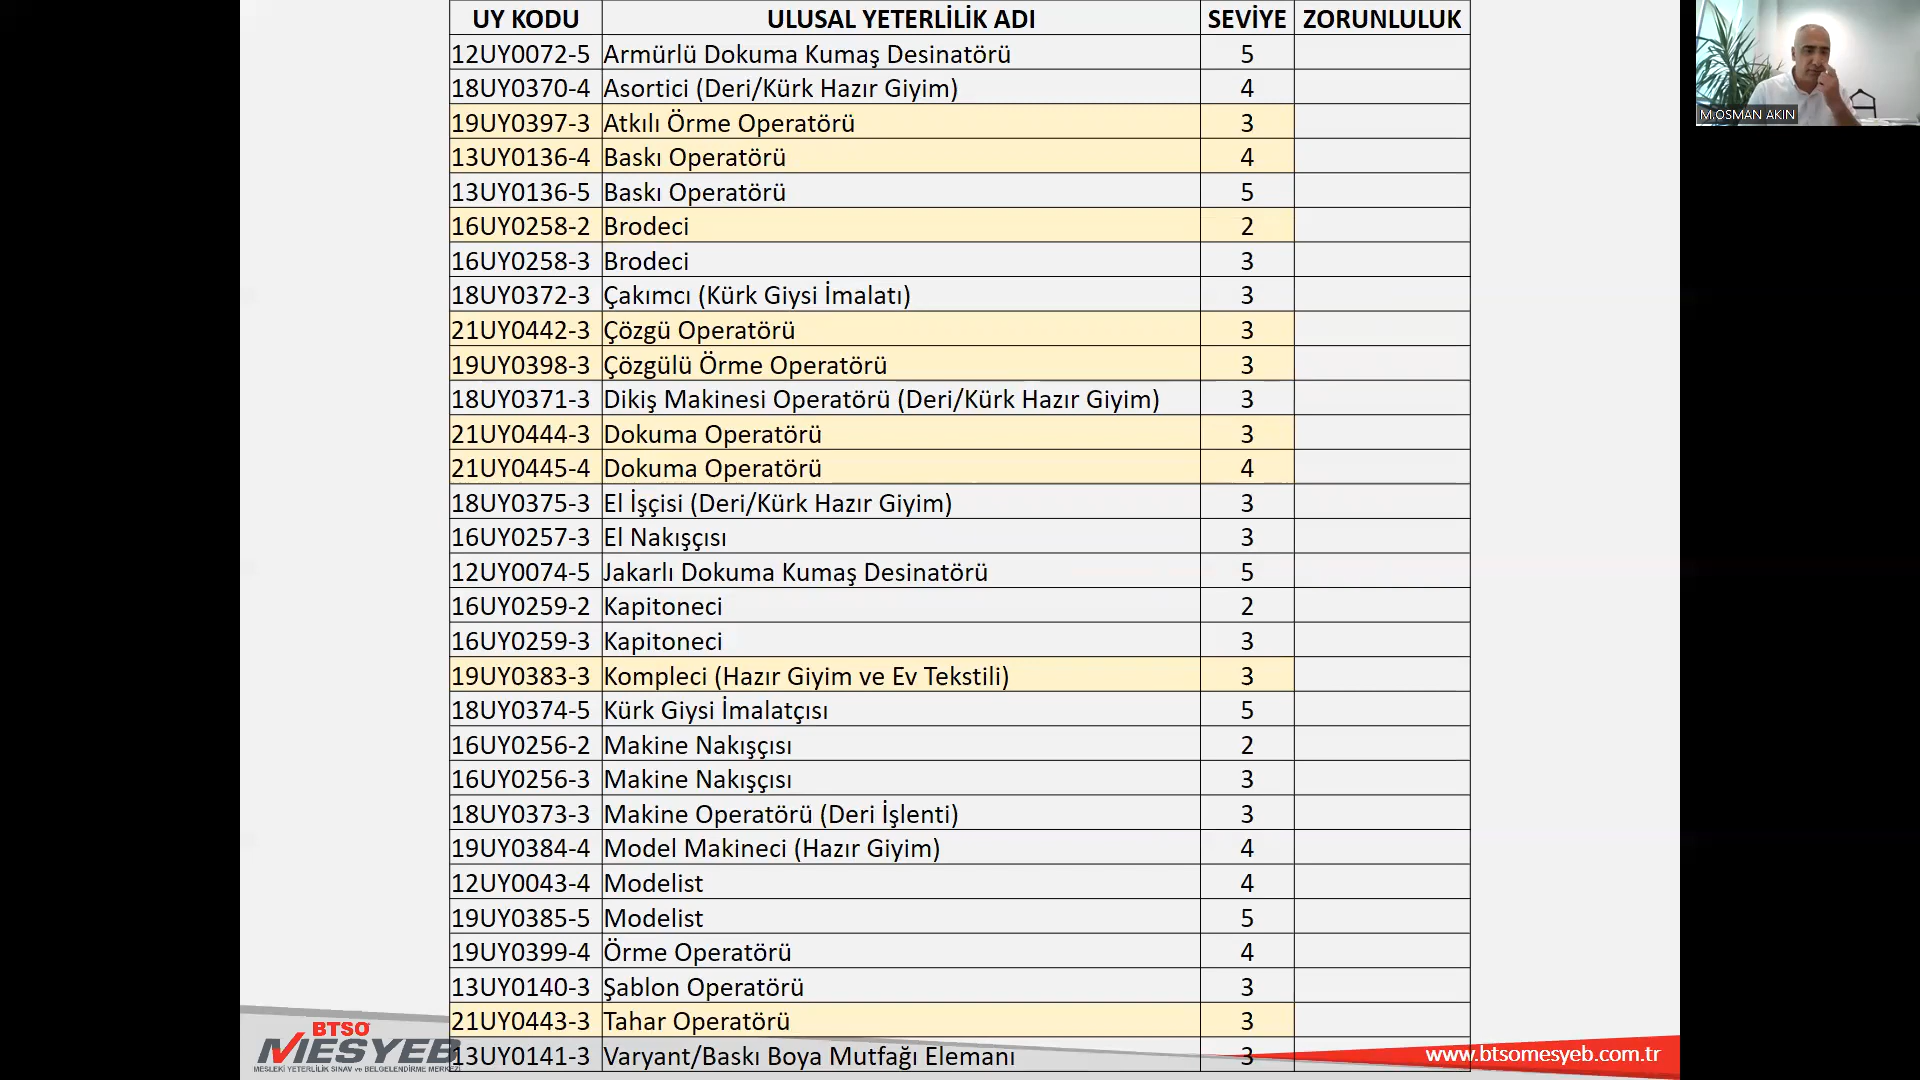 UY KODU ULUSAL YETERLİLİK ADI SEVİYE ZORUNLULUK
12UY0072-5 Armürlü Dokuma Kumaş Desinatörü 5
18UY0370-4 Asortici (Deri/Kürk Hazır Giyim) 4
19UY0397-3 Atkılı Örme Operatörü 3
13UY0136-4 Baskı Operatörü 4
13UY0136-5 Baskı Operatörü 5
16UY0258-2 Brodeci 2
16UY0258-3 Brodeci 3
18UY0372-3 Çakımcı (Kürk Giysi İmalatı) 3
21UY0442-3 Çözgü Operatörü 3
19UY0398-3 Çözgülü Örme Operatörü 3
18UY0371-3 Dikiş Makinesi Operatörü (Deri/Kürk Hazır Giyim) 3
21UY0444-3 Dokuma Operatörü 3
21UY0445-4 Dokuma Operatörü 4
18UY0375-3 El İşçisi (Deri/Kürk Hazır Giyim) 3
16UY0257-3 El Nakışçısı 3
12UY0074-5 Jakarlı Dokuma Kumaş Desinatörü 5
16UY0259-2 Kapitoneci 2
16UY0259-3 Kapitoneci 3
19UY0383-3 Kompleci (Hazır Giyim ve Ev Tekstili) 3
18UY0374-5 Kürk Giysi İmalatçısı 5
16UY0256-2 Makine Nakışçısı 2
16UY0256-3 Makine Nakışçısı 3
18UY0373-3 Makine Operatörü (Deri İşlenti) 3
19UY0384-4 Model Makineci (Hazır Giyim) 4
12UY0043-4 Modelist 4
19UY0385-5 Modelist 5
19UY0399-4 Örme Operatörü 4
13UY0140-3 Şablon Operatörü 3
21UY0443-3 Tahar Operatörü 3
13UY0141-3 Varyant/Baskı Boya Mutfağı Elemanı 3
M.OSMAN AKIN
BTSO
MESYEB
MESLEKİ YETERLİLİK SINAV ve BELGELENDİRME MERKEZİ
www.btsomesyeb.com.tr